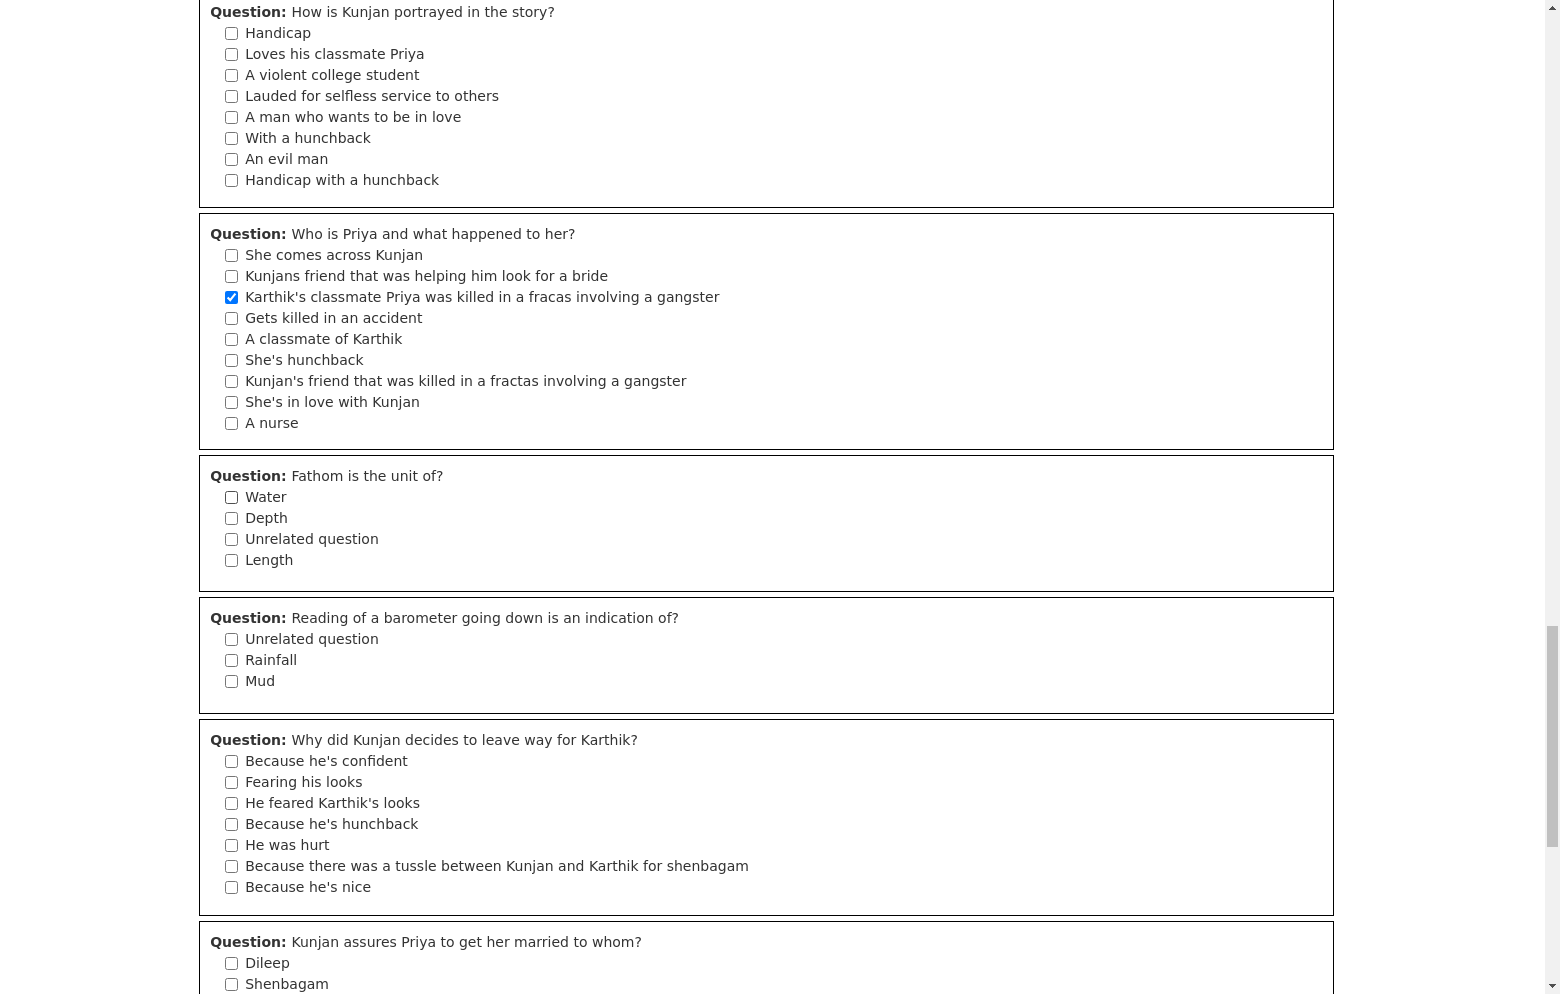 Question: How is Kunjan portrayed in the story?
Handicap
Loves his classmate Priya
A violent college student
Lauded for selfless service to others
A man who wants to be in love
With a hunchback
An evil man
Handicap with a hunchback
Question: Who is Priya and what happened to her?
She comes across Kunjan
Kunjans friend that was helping him look for a bride
Karthik's classmate Priya was killed in a fracas involving a gangster
Gets killed in an accident
A classmate of Karthik
She's hunchback
Kunjan's friend that was killed in a fractas involving a gangster
She's in love with Kunjan
A nurse
Question: Fathom is the unit of?
Water
Depth
Unrelated question
Length
Question: Reading of a barometer going down is an indication of?
Unrelated question
Rainfall
Mud
Question: Why did Kunjan decides to leave way for Karthik?
Because he's confident
Fearing his looks
He feared Karthik's looks
Because he's hunchback
He was hurt
Because there was a tussle between Kunjan and Karthik for shenbagam
Because he's nice
Question: Kunjan assures Priya to get her married to whom?
Dileep
Shenbagam